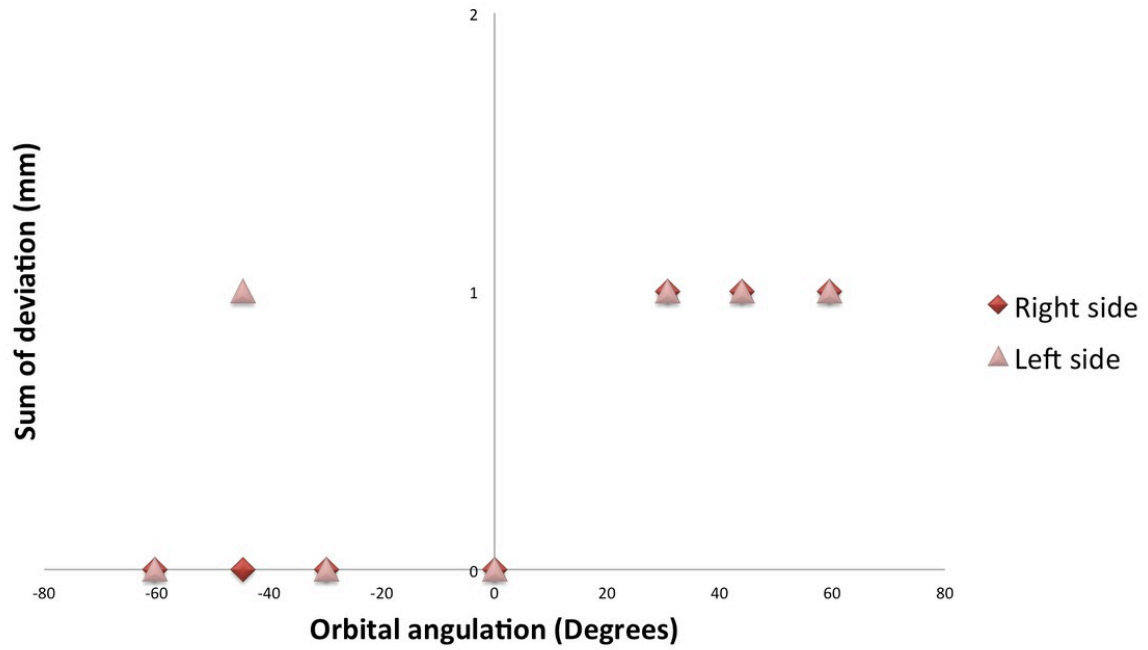 2
1
0
Sum of deviation (mm)
-80 -60 -40 -20 0 20 40 60 80
Orbital angulation (Degrees)
Right side
Left side